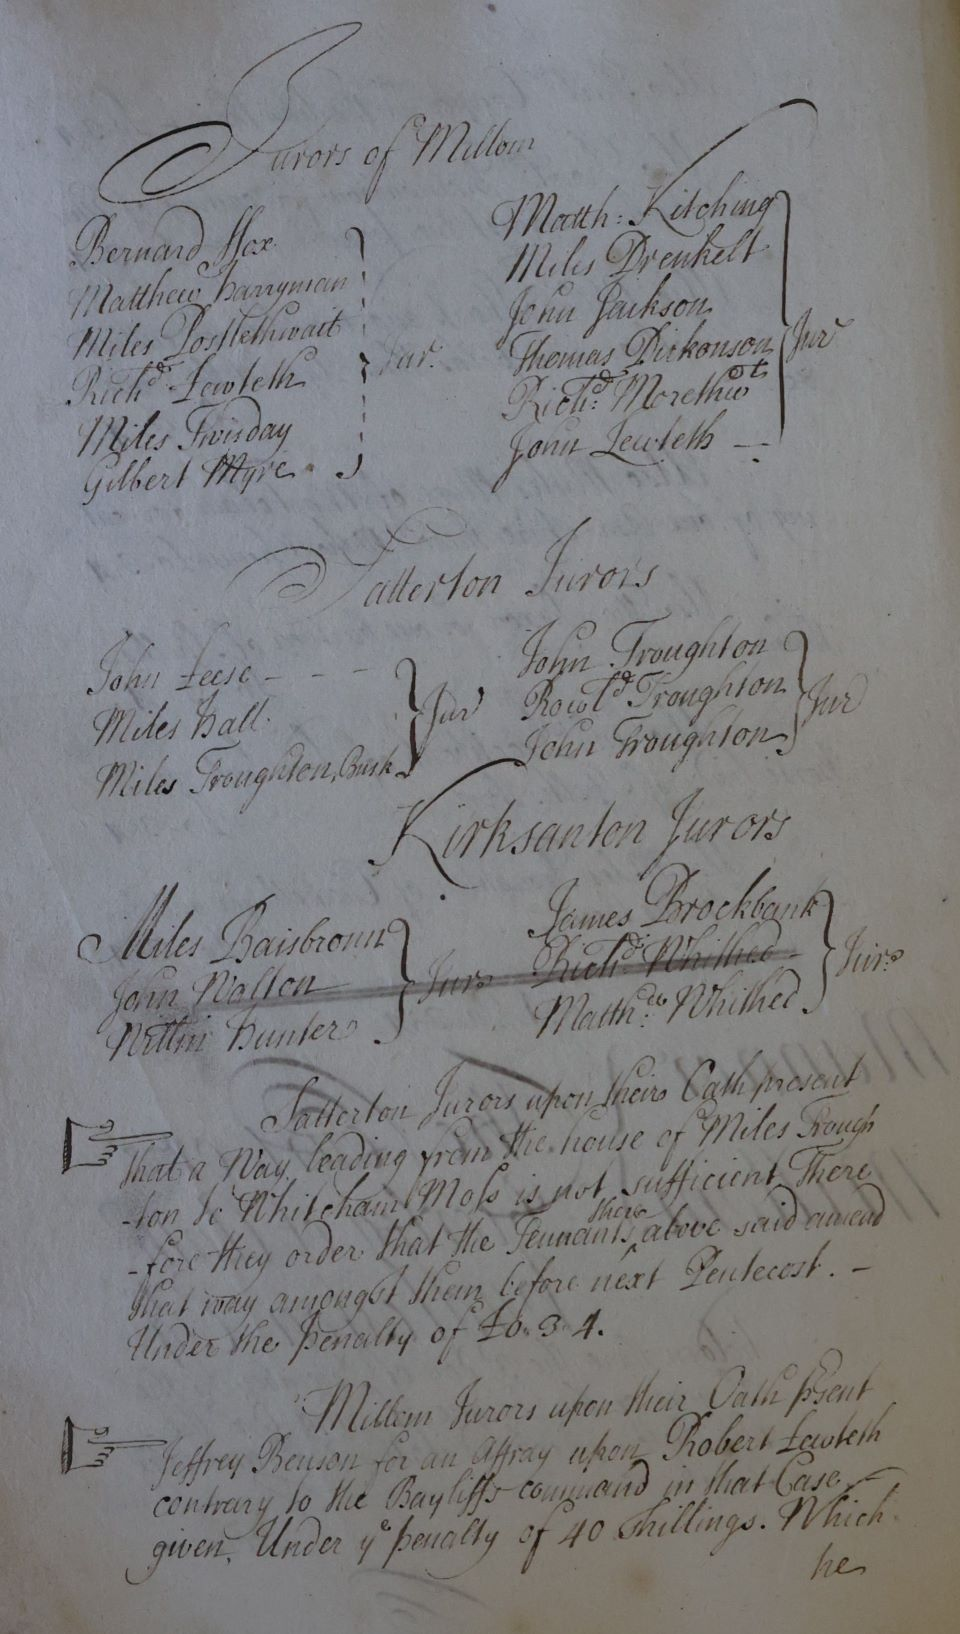 Jurors of Millom
Bernard Ffox
Matthew Harryman
Miles Postlethwait
Richd Lewteth
Miles Twisday
Gilbert Myre
Jur.
Matth: Kitching
Miles Drenkelt
John Jackson
Thomas Dickonson
Richd: Morethwt
John Lewteth
Jur
Satterton Jurors
John Leese - - -
Miles Hall.
Miles Troughton, Bank
Jur
John Troughton
Rowld Troughton
John Troughton
Jur
Kirksanton Jurors
Miles Baisbrown
John Walton
Willm Hunter
Jur
James Brockbank
Richd: Whithed
Matthw: Whithed
Jur:
Satterton Jurors upon their Oath present
that a Way leading from the house of Miles Trough
-ton to Whitcham Moss is not sufficient There
-fore they order that the Tennants there above said amend
that way amongst them before next Pentecost. -
Under the penalty of £0.3.4.
Millom Jurors upon their Oath psent
Jeffrey Benson for an Affray upon Robert Lewteth
contrary to the Bayliffs command in that Case
given. Under ye penalty of 40 Shillings. Which
he